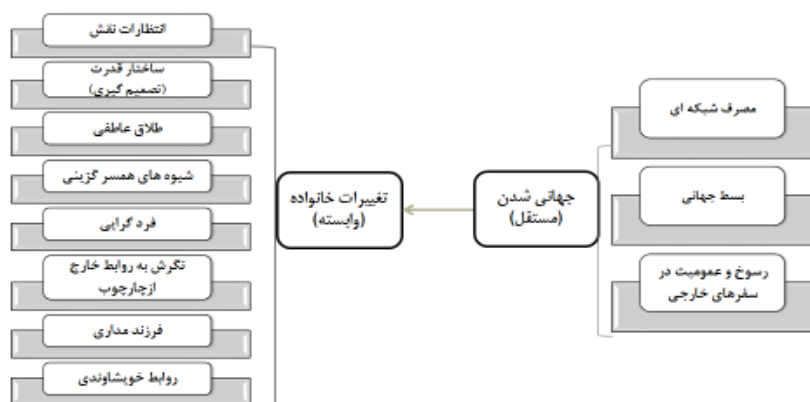 مصرف شبکه ای
بسط جهانی
رسوخ و عمومیت در
سفرهای خارجی
جهانی شدن
(مستقل)
تغییرات خانواده
(وابسته)
انتظارات نقش
ساختار قدرت
(تصمیم گیری)
طلاق عاطفی
شیوه های همسر گزینی
فرد گرایی
نگرش به روابط خارج
ازچارچوب
فرزند مداری
روابط خویشاوندی